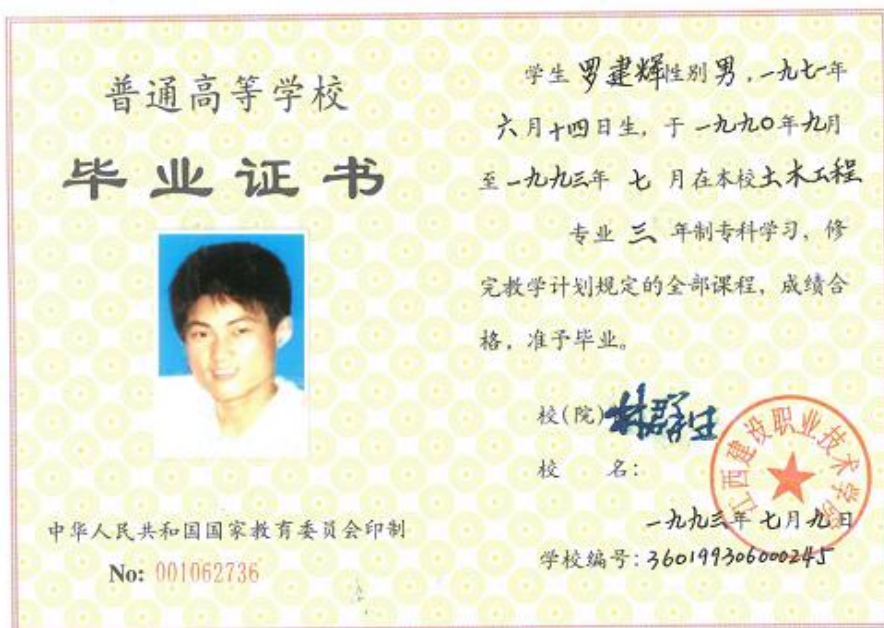 普通高等学校
毕业证书
中华人民共和国国家教育委员会印制
No: 001062736
学生 罗建辉 性别 男，一九七一年
六月十四日生，于 一九九〇年九月
至一九九三年 七 月在本校土木工程
专业 三 年制专科学习，修
完教学计划规定的全部课程，成绩合
格，准予毕业。
校(院)
校 名：
江西建设职业技术学院
一九九三年 七月九日
学校编号：360199306000245